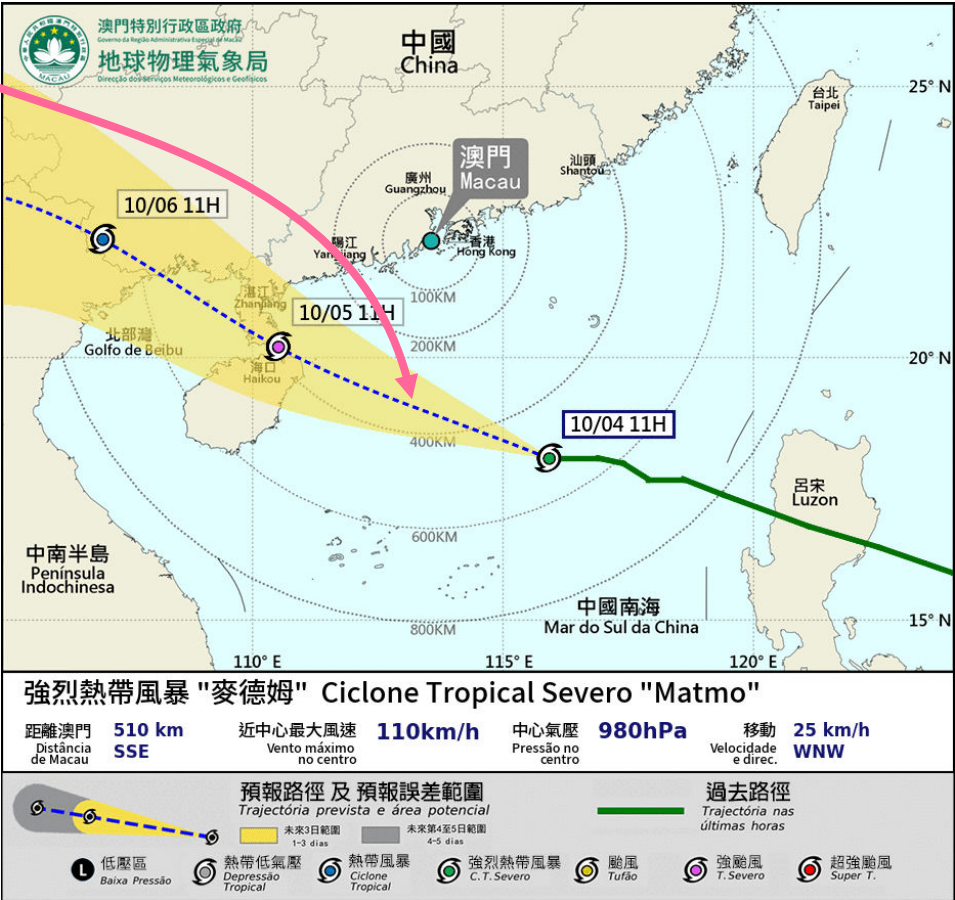 澳門特別行政區政府
Governo da Região Administrativa Especial de Macau
地球物理氣象局
Direcção dos Serviços Meteorológicos e Geofísicos
MACAU
中國
China
25° N
台北
Taipei
澳門
Macau
汕頭
Shantou
廣州
Guangzhou
10/06 11H
陽江
Yangjiang
香港
Hong Kong
100KM
湛江
Zhanjiang
10/05 11H
北部灣
Golfo de Beibu
200KM
20° N
海口
Haikou
10/04 11H
400KM
呂宋
Luzon
600KM
中南半島
Península
Indochinesa
中國南海
Mar do Sul da China
800KM
15° N
110° E
115° E
120° E
強烈熱帶風暴 "麥德姆" Ciclone Tropical Severo "Matmo"
距離澳門
Distância
de Macau
510 km
SSE
近中心最大風速
Vento máximo
no centro
110km/h
中心氣壓
Pressão no
centro
980hPa
移動
Velocidade
e direc.
25 km/h
WNW
預報路徑 及 預報誤差範圍
Trajectória prevista e área potencial
未來3日範圍
1-3 dias
未來第4至5日範圍
4-5 dias
過去路徑
Trajectória nas
últimas horas
L
低壓區
Baixa Pressão
熱帶低氣壓
Depressão
Tropical
熱帶風暴
Ciclone
Tropical
強烈熱帶風暴
C.T.Severo
颱風
Tufão
強颱風
T.Severo
超強颱風
Super T.